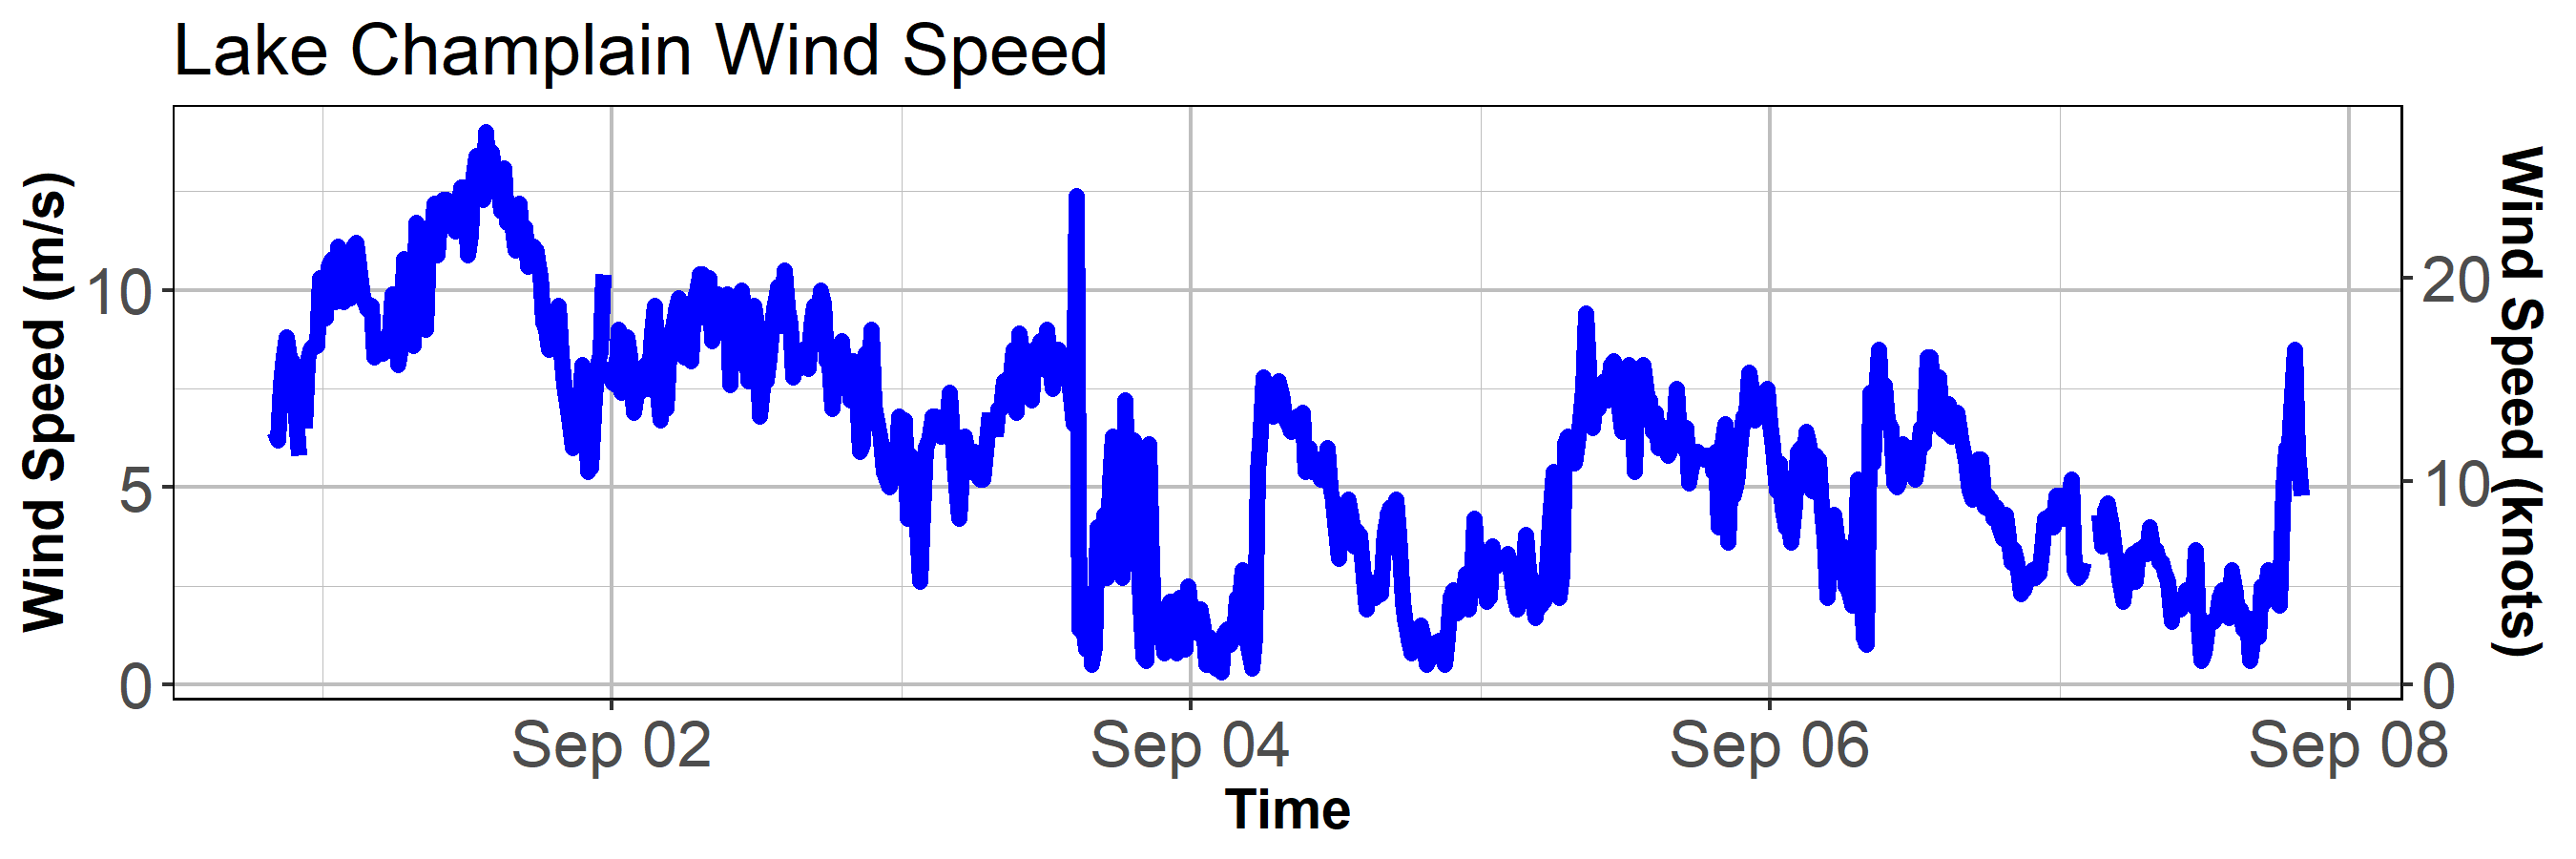 Lake Champlain Wind Speed
Wind Speed (m/s)
10
5
0
20
10
0
Wind Speed (knots)
Sep 02
Sep 04
Sep 06
Sep 08
Time